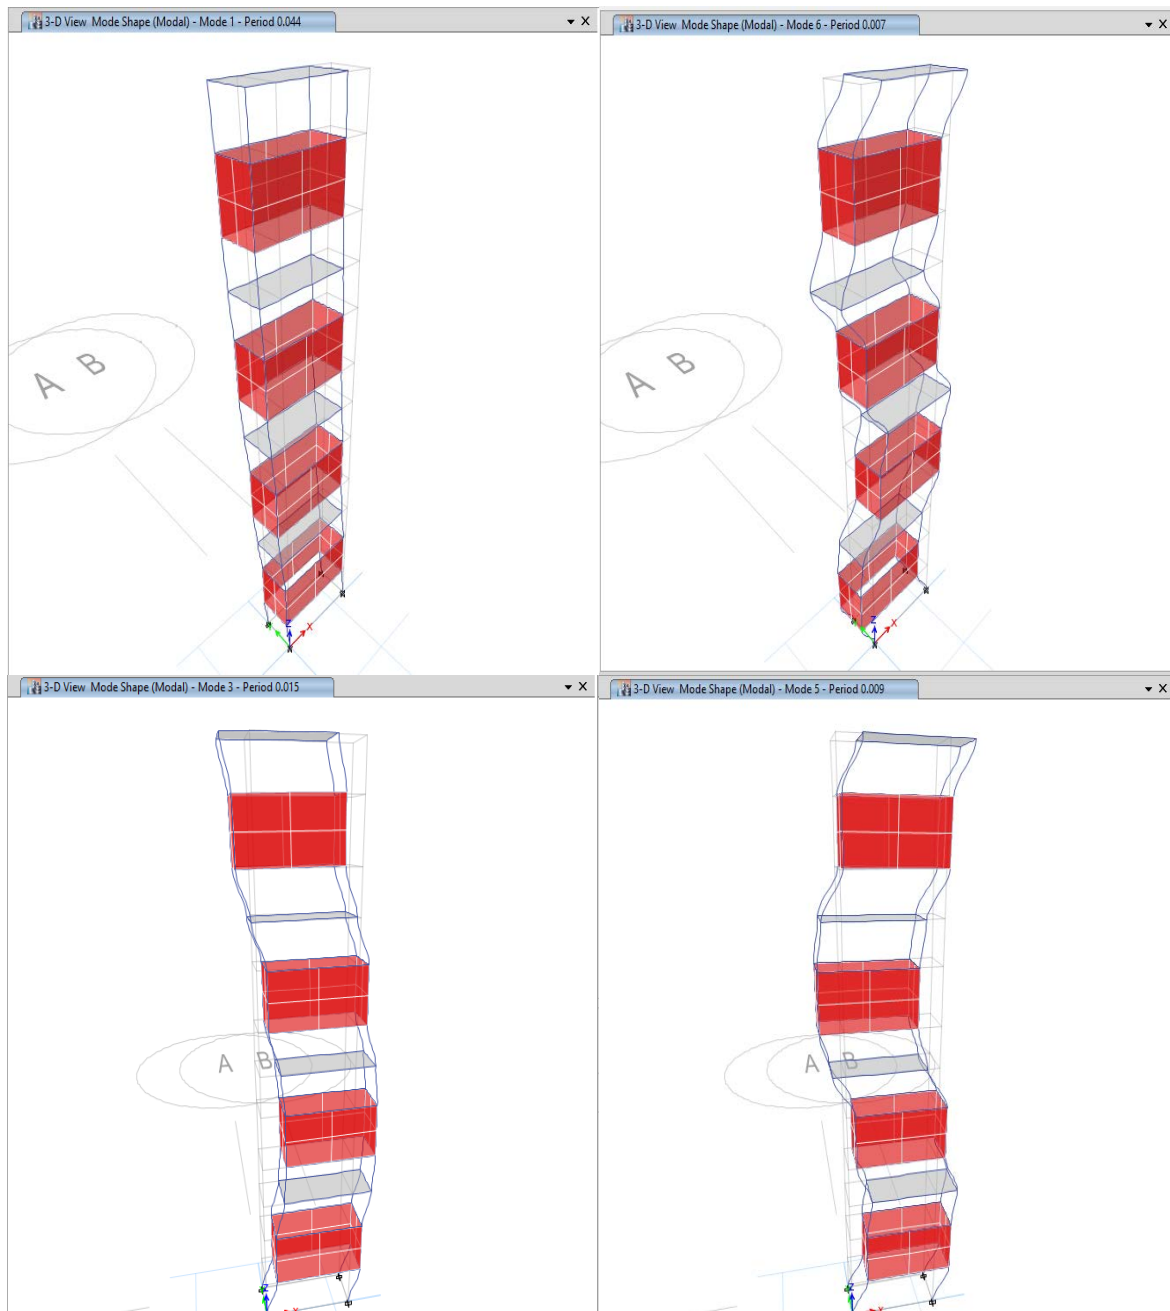 3-D View Mode Shape (Modal) - Mode 1 - Period 0.044
A B
Z
X
3-D View Mode Shape (Modal) - Mode 6 - Period 0.007
A B
Z
X
3-D View Mode Shape (Modal) - Mode 3 - Period 0.015
A B
Z
X
3-D View Mode Shape (Modal) - Mode 5 - Period 0.009
A B
Z
X